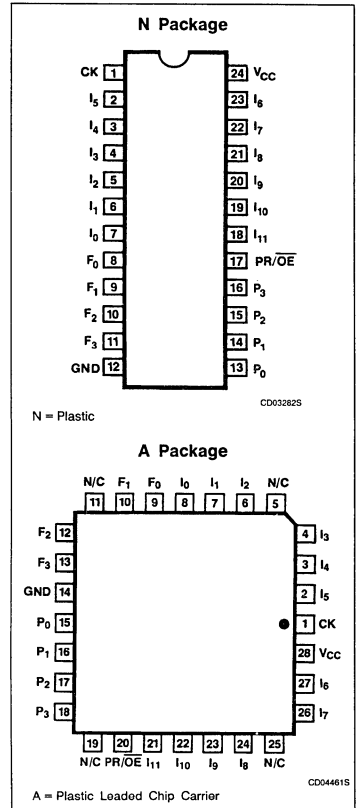 N Package
CK 1 24 VCC
I5 2 23 I6
I4 3 22 I7
I3 4 21 I8
I2 5 20 I9
I1 6 19 I10
I0 7 18 I11
F0 8 17 PR/OE
F1 9 16 P3
F2 10 15 P2
F3 11 14 P1
GND 12 13 P0
CD03282S
N = Plastic
A Package
N/C F1 F0 I0 I1 I2 N/C
11 10 9 8 7 6 5
F2 12 4 I3
F3 13 3 I4
GND 14 2 I5
P0 15 1 CK
P1 16 28 VCC
P2 17 27 I6
P3 18 26 I7
19 20 21 22 23 24 25
N/C PR/OE I11 I10 I9 I8 N/C
CD04461S
A = Plastic Leaded Chip Carrier